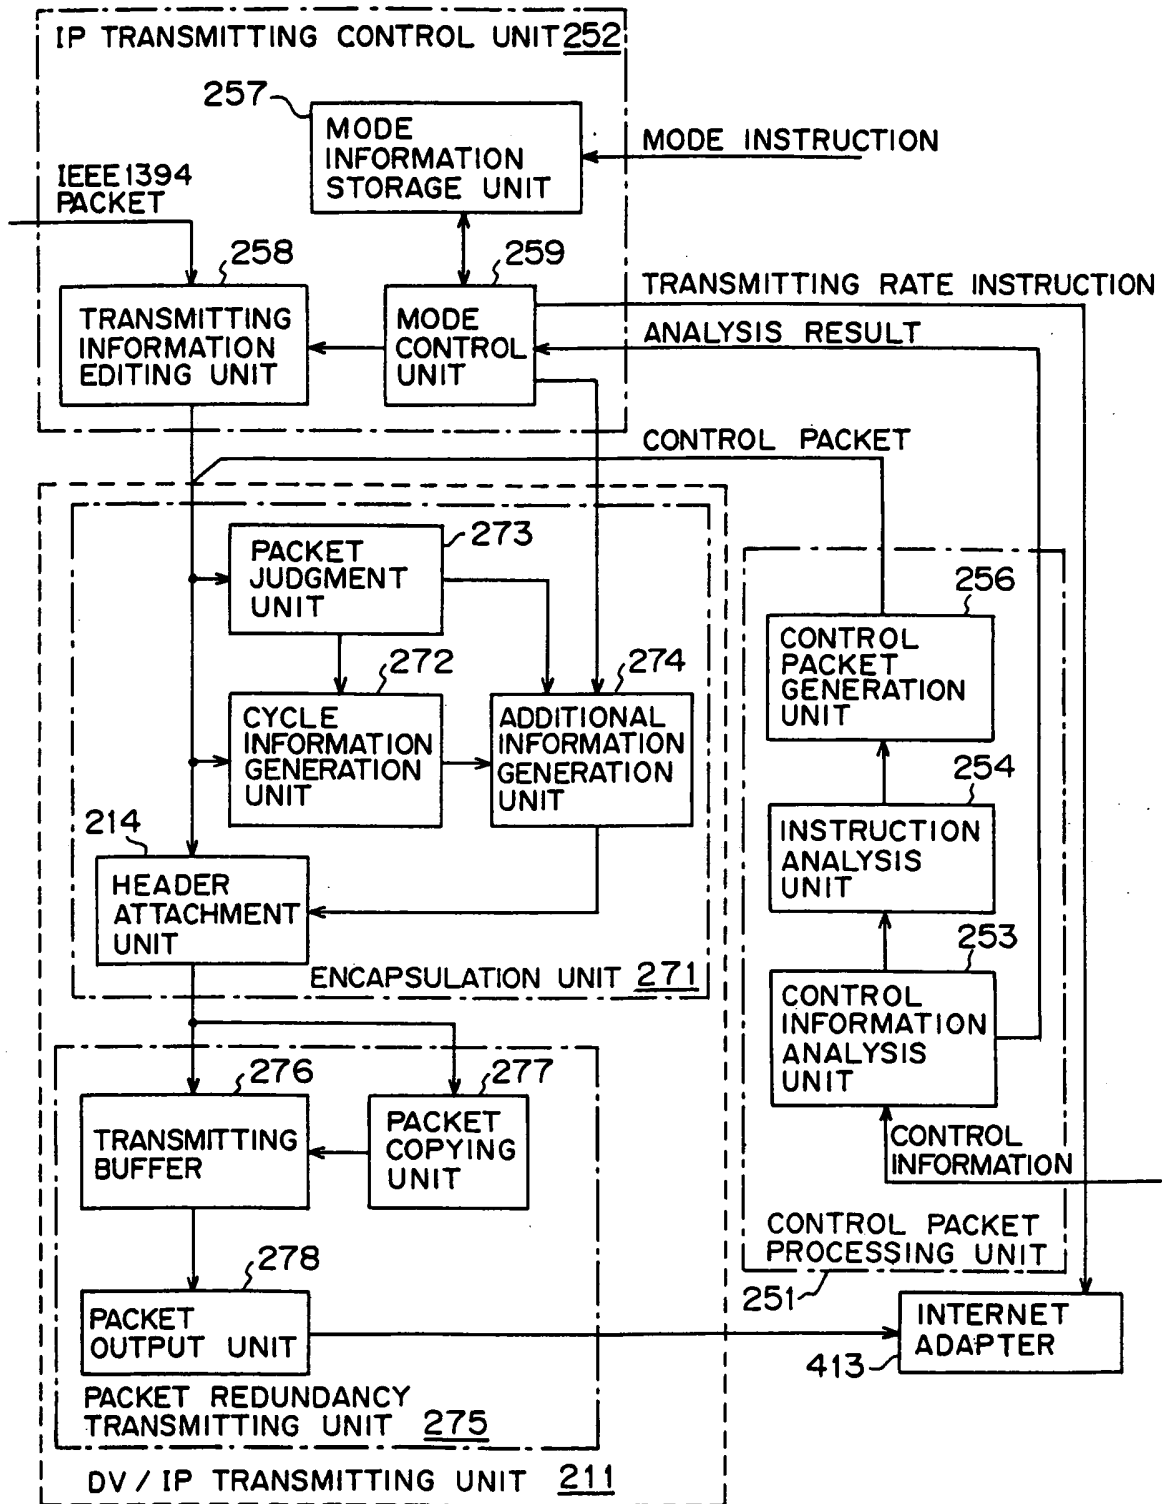 IP TRANSMITTING CONTROL UNIT 252
257
MODE
INFORMATION
STORAGE UNIT
MODE INSTRUCTION
IEEE1394
PACKET
258
259
TRANSMITTING RATE INSTRUCTION
TRANSMITTING
INFORMATION
EDITING UNIT
MODE
CONTROL
UNIT
ANALYSIS RESULT
CONTROL PACKET
273
PACKET
JUDGMENT
UNIT
256
CONTROL
PACKET
GENERATION
UNIT
272
274
CYCLE
INFORMATION
GENERATION
UNIT
ADDITIONAL
INFORMATION
GENERATION
UNIT
254
INSTRUCTION
ANALYSIS
UNIT
214
HEADER
ATTACHMENT
UNIT
253
CONTROL
INFORMATION
ANALYSIS
UNIT
ENCAPSULATION UNIT 271
276
277
TRANSMITTING
BUFFER
PACKET
COPYING
UNIT
CONTROL
INFORMATION
CONTROL PACKET
PROCESSING UNIT
251
278
PACKET
OUTPUT UNIT
INTERNET
ADAPTER
413
PACKET REDUNDANCY
TRANSMITTING UNIT 275
DV / IP TRANSMITTING UNIT 211